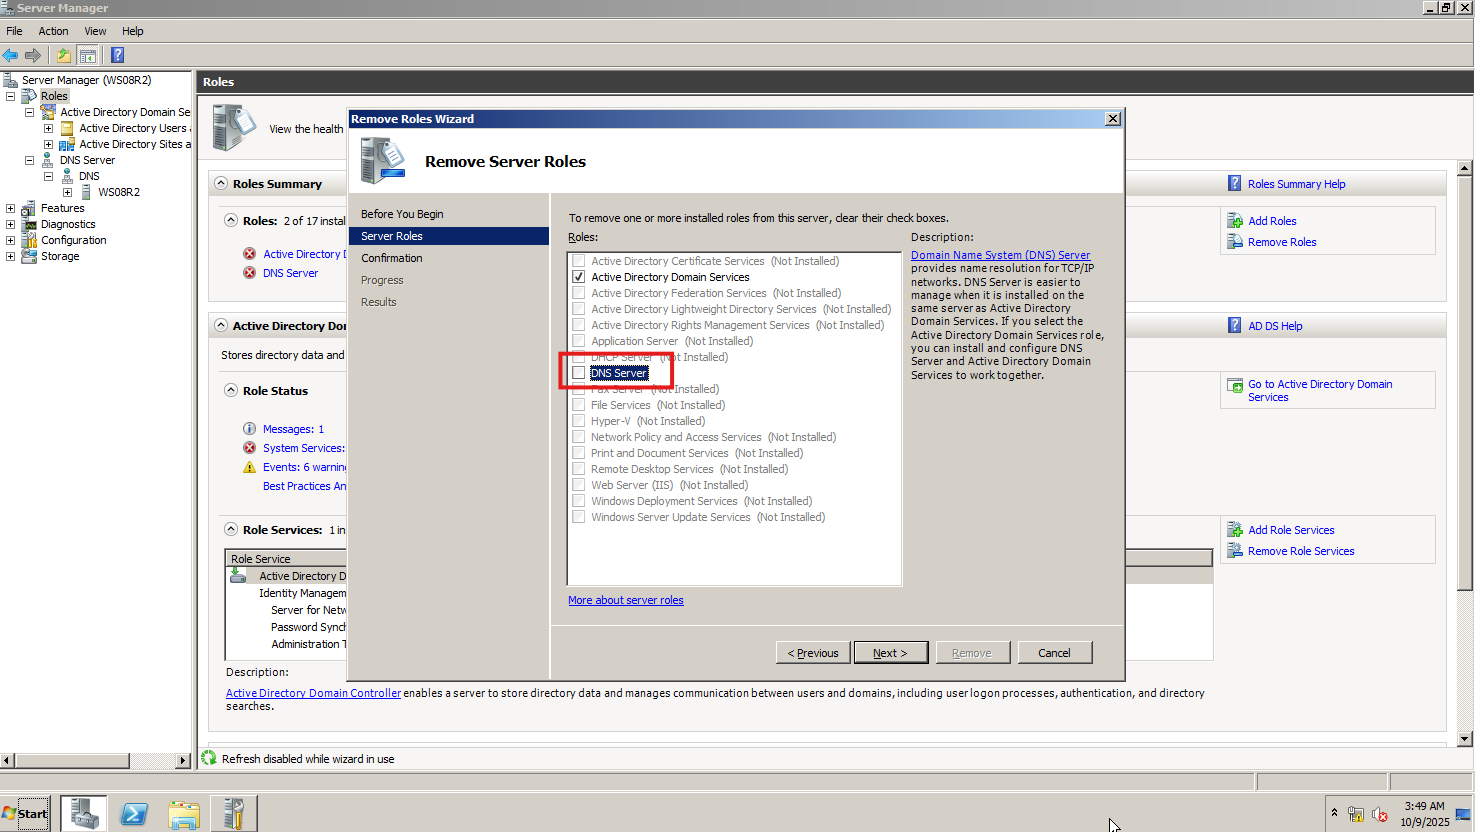 Server Manager
File Action View Help
Server Manager (WS08R2)
Roles
Active Directory Domain Se
Active Directory Users
Active Directory Sites a
DNS Server
DNS
WS08R2
Features
Diagnostics
Configuration
Storage
Roles
View the health
Roles Summary
Roles Summary Help
Roles: 2 of 17 instal
Active Directory D
DNS Server
Add Roles
Remove Roles
Active Directory Do
AD DS Help
Stores directory data and
Role Status
Messages: 1
System Services:
Events: 6 warnin
Best Practices An
Go to Active Directory Domain
Services
Role Services: 1 in
Role Service
Active Directory D
Identity Managem
Server for Netw
Password Synch
Administration T
Add Role Services
Remove Role Services
Description:
Active Directory Domain Controller enables a server to store directory data and manages communication between users and domains, including user logon processes, authentication, and directory
searches.
Refresh disabled while wizard in use
Remove Roles Wizard
Remove Server Roles
Before You Begin
Server Roles
Confirmation
Progress
Results
To remove one or more installed roles from this server, clear their check boxes.
Roles:
Active Directory Certificate Services (Not Installed)
Active Directory Domain Services
Active Directory Federation Services (Not Installed)
Active Directory Lightweight Directory Services (Not Installed)
Active Directory Rights Management Services (Not Installed)
Application Server (Not Installed)
DHCP Server (Not Installed)
DNS Server
Fax Server (Not Installed)
File Services (Not Installed)
Hyper-V (Not Installed)
Network Policy and Access Services (Not Installed)
Print and Document Services (Not Installed)
Remote Desktop Services (Not Installed)
Web Server (IIS) (Not Installed)
Windows Deployment Services (Not Installed)
Windows Server Update Services (Not Installed)
More about server roles
Description:
Domain Name System (DNS) Server
provides name resolution for TCP/IP
networks. DNS Server is easier to
manage when it is installed on the
same server as Active Directory
Domain Services. If you select the
Active Directory Domain Services role,
you can install and configure DNS
Server and Active Directory Domain
Services to work together.
< Previous
Next >
Remove
Cancel
Start
3:49 AM
10/9/2025